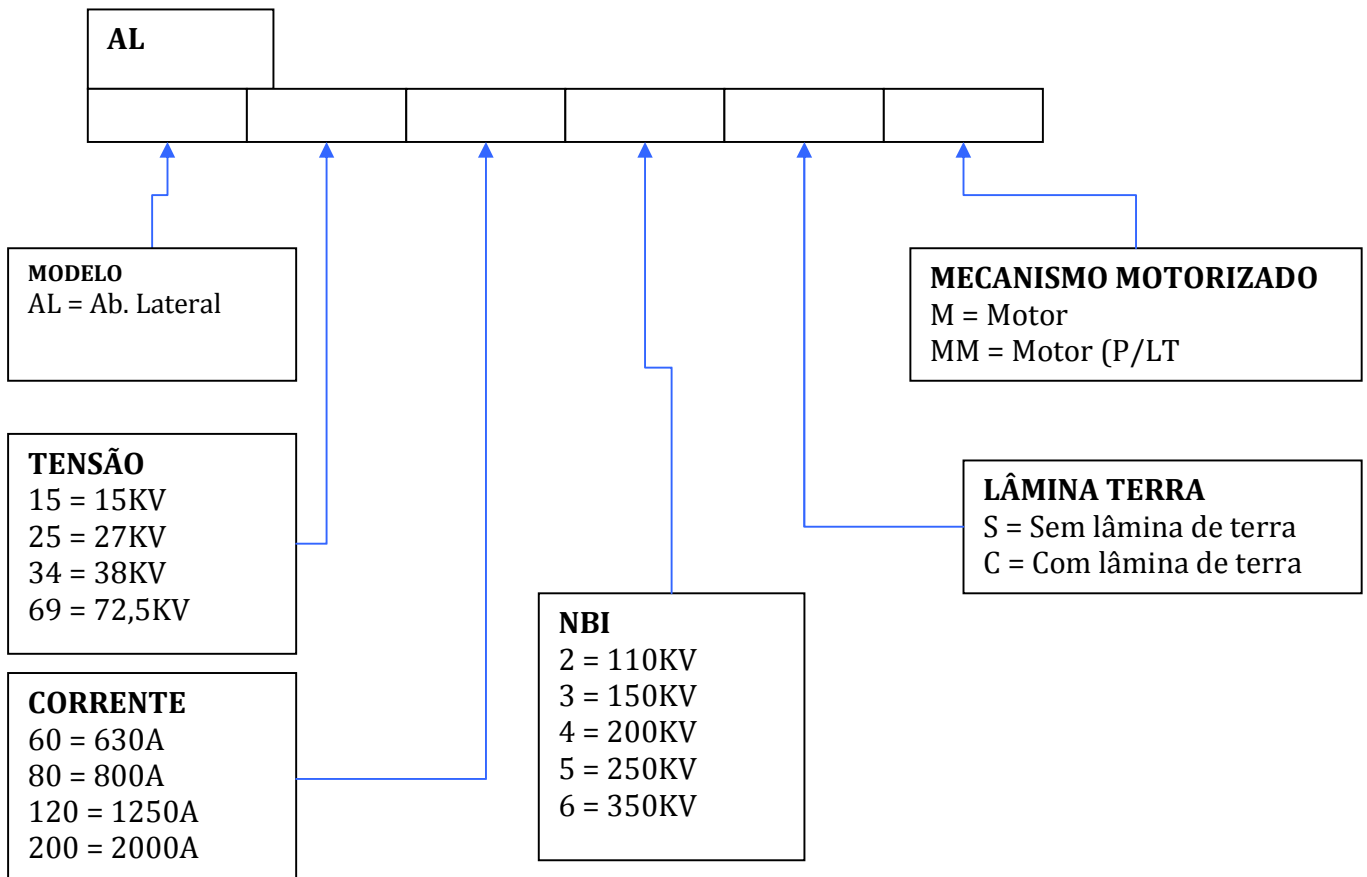 AL
MODELO
AL = Ab. Lateral
MECANISMO MOTORIZADO
M = Motor
MM = Motor (P/LT
TENSÃO
15 = 15KV
25 = 27KV
34 = 38KV
69 = 72,5KV
LÂMINA TERRA
S = Sem lâmina de terra
C = Com lâmina de terra
NBI
2 = 110KV
3 = 150KV
4 = 200KV
5 = 250KV
6 = 350KV
CORRENTE
60 = 630A
80 = 800A
120 = 1250A
200 = 2000A